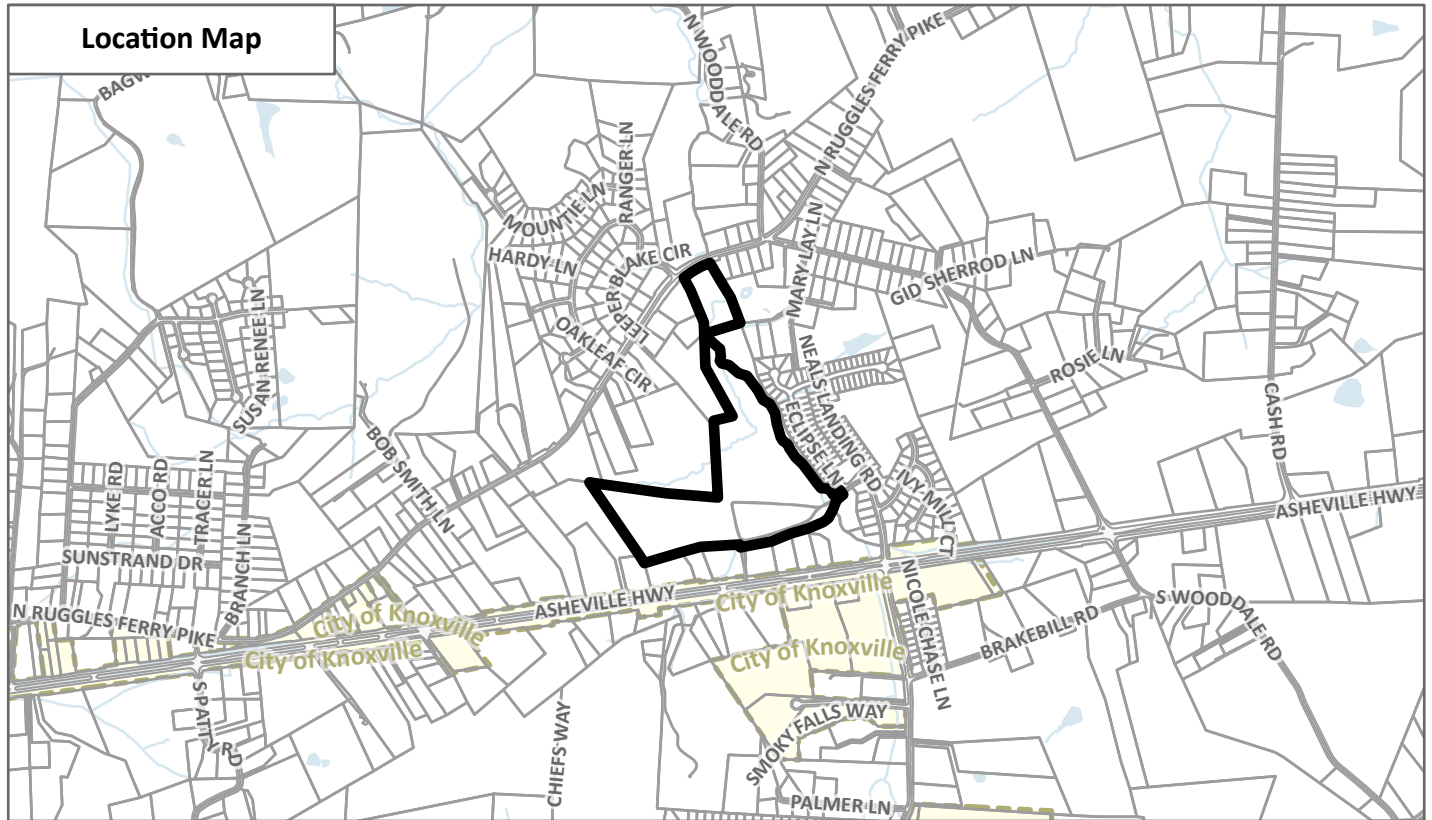 Location Map
BAGW
N WOODDALE RD
N RUGGLES FERRY PIKE
RANGER LN
MOUNTIE LN
HARDY LN
BLAKE CIR
LEEPER
MARY LAY LN
GID SHERROD LN
OAKLEAF CIR
SUSAN RENEE LN
NEALS LANDING RD
ROSIE LN
ECLIPSE LN
CASH RD
BOB SMITH LN
LYKE RD
ACCO RD
TRACER LN
IVY MILL CT
ASHEVILLE HWY
SUNSTRAND DR
BRANCH LN
NICOLE CHASE LN
ASHEVILLE HWY
City of Knoxville
S WOODDALE RD
N RUGGLES FERRY PIKE
City of Knoxville
BRAKEBILL RD
City of Knoxville
City of Knoxville
S PATTY RD
CHIEFS WAY
SMOKY FALLS WAY
PALMER LN